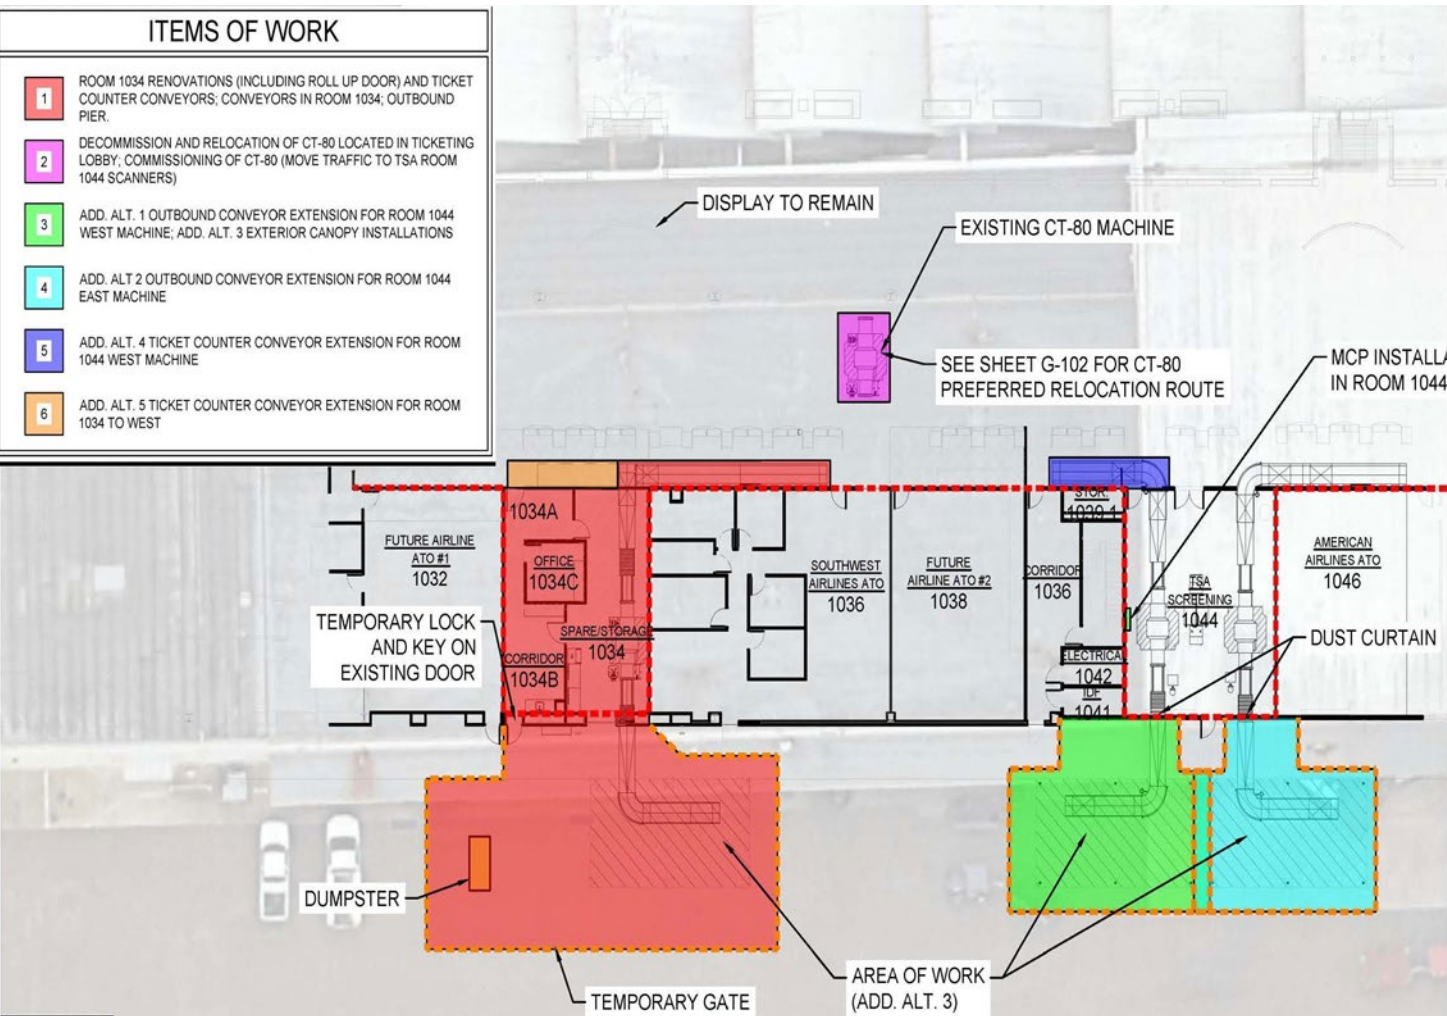 ITEMS OF WORK
1
ROOM 1034 RENOVATIONS (INCLUDING ROLL UP DOOR) AND TICKET
COUNTER CONVEYORS; CONVEYORS IN ROOM 1034; OUTBOUND
PIER.
2
DECOMMISSION AND RELOCATION OF CT-80 LOCATED IN TICKETING
LOBBY; COMMISSIONING OF CT-80 (MOVE TRAFFIC TO TSA ROOM
1044 SCANNERS)
3
ADD. ALT. 1 OUTBOUND CONVEYOR EXTENSION FOR ROOM 1044
WEST MACHINE; ADD. ALT. 3 EXTERIOR CANOPY INSTALLATIONS
4
ADD. ALT 2 OUTBOUND CONVEYOR EXTENSION FOR ROOM 1044
EAST MACHINE
5
ADD. ALT. 4 TICKET COUNTER CONVEYOR EXTENSION FOR ROOM
1044 WEST MACHINE
6
ADD. ALT. 5 TICKET COUNTER CONVEYOR EXTENSION FOR ROOM
1034 TO WEST
DISPLAY TO REMAIN
EXISTING CT-80 MACHINE
SEE SHEET G-102 FOR CT-80
PREFERRED RELOCATION ROUTE
MCP INSTALLA
IN ROOM 1044
FUTURE AIRLINE
ATO #1
1032
1034A
OFFICE
1034C
SPARE/STORAGE
1034
CORRIDOR
1034B
TEMPORARY LOCK
AND KEY ON
EXISTING DOOR
SOUTHWEST
AIRLINES ATO
1036
FUTURE
AIRLINE ATO #2
1038
CORRIDOR
1036
STOR.
1039.1
ELECTRICA
1042
IDF
1041
TSA
SCREENING
1044
AMERICAN
AIRLINES ATO
1046
DUST CURTAIN
DUMPSTER
TEMPORARY GATE
AREA OF WORK
(ADD. ALT. 3)